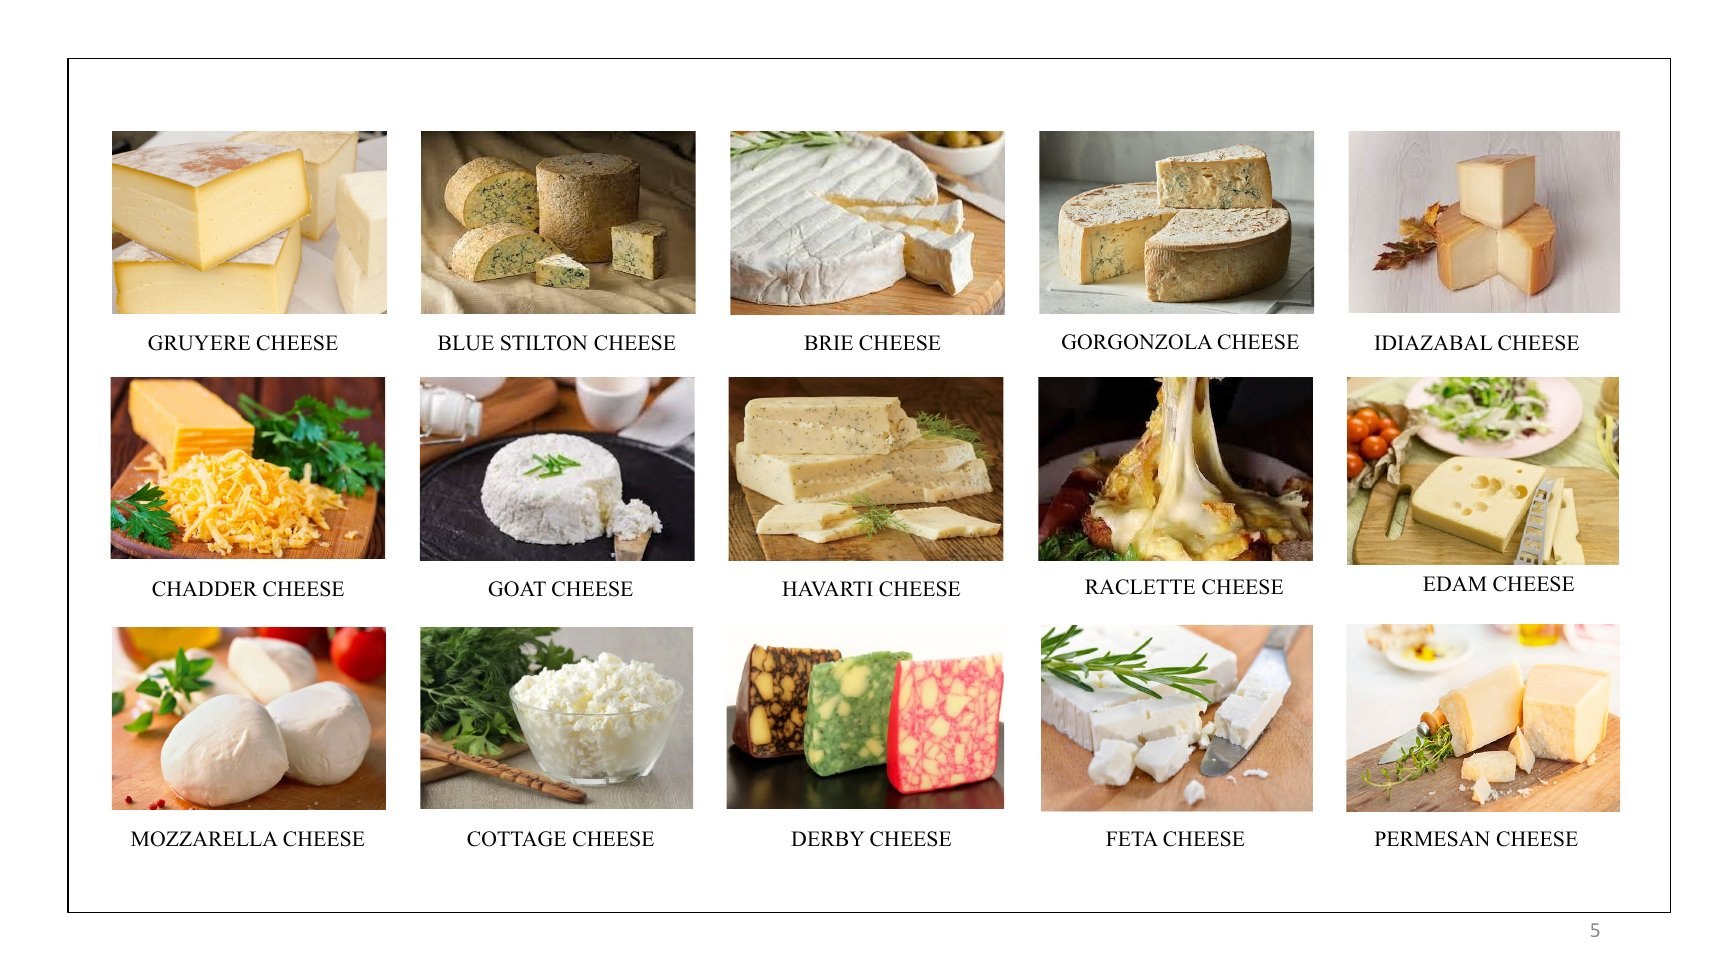 GRUYERE CHEESE
BLUE STILTON CHEESE
BRIE CHEESE
GORGONZOLA CHEESE
IDIAZABAL CHEESE
CHADDER CHEESE
GOAT CHEESE
HAVARTI CHEESE
RACLETTE CHEESE
EDAM CHEESE
MOZZARELLA CHEESE
COTTAGE CHEESE
DERBY CHEESE
FETA CHEESE
PERMESAN CHEESE
5